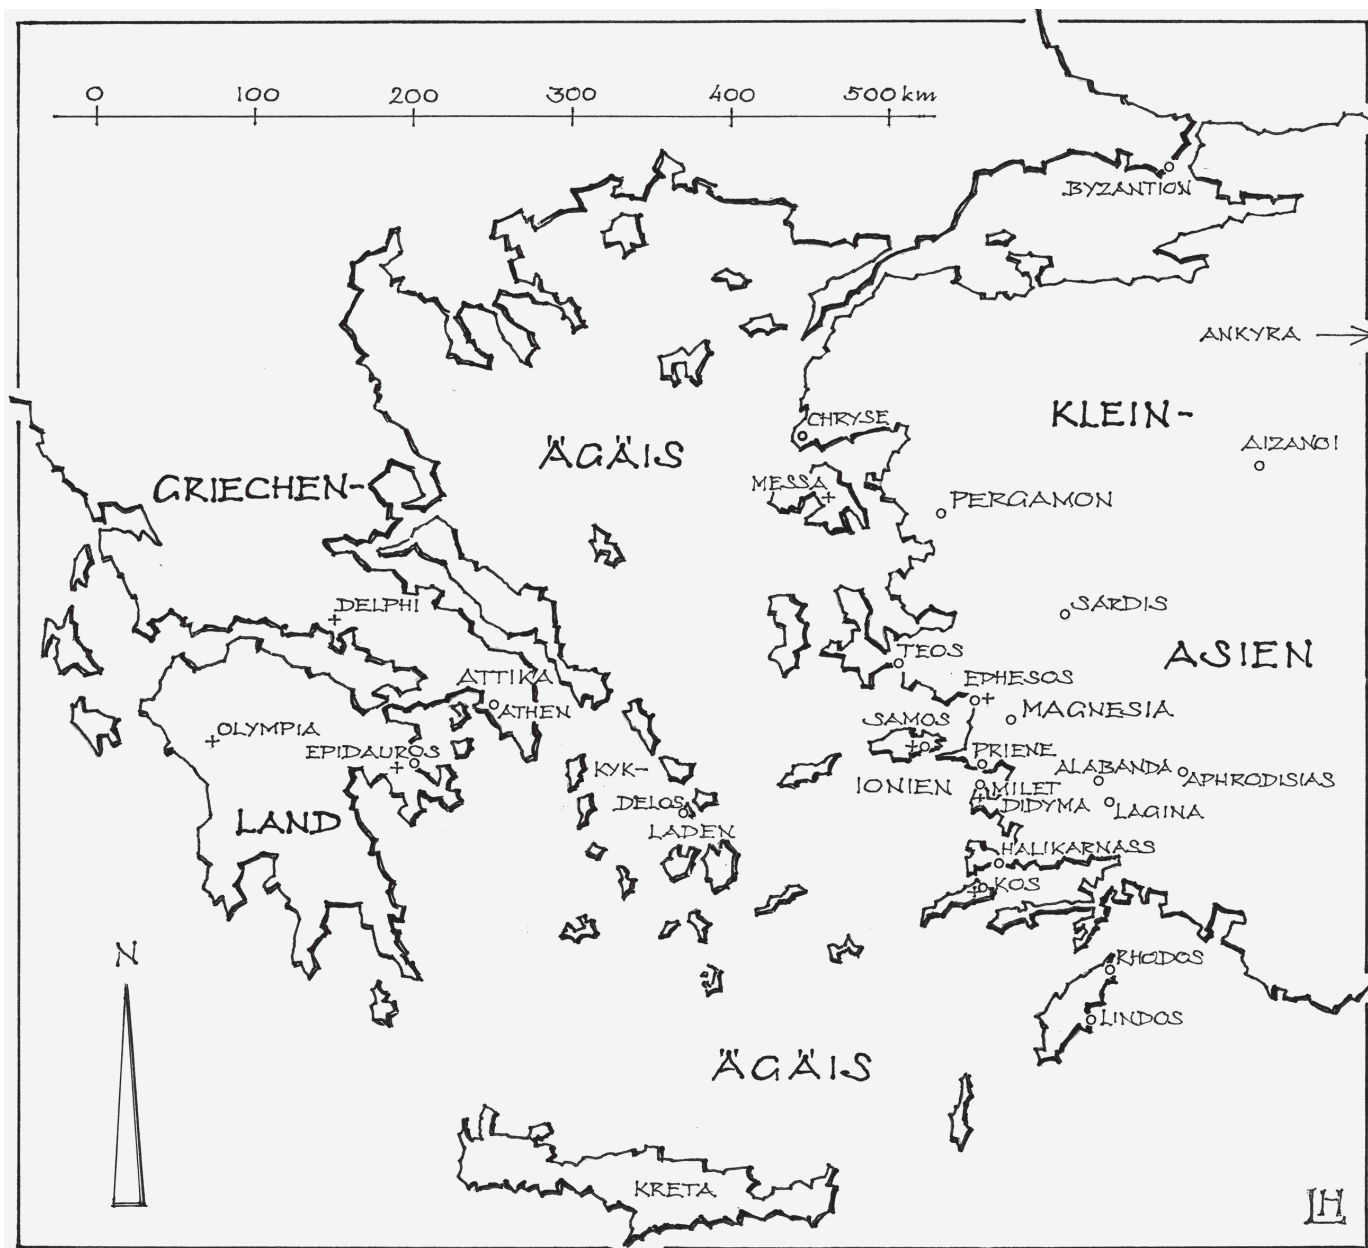 0 100 200 300 400 500 km
BYZANTION
ANKYRA
KLEIN-
CHRYSE
AIZANOI
ÄGÄIS
GRIECHEN-
MESSA
PERGAMON
DELPHI
SARDIS
TEOS
ASIEN
ATTIKA
EPHESOS
ATHEN
MAGNESIA
OLYMPIA
SAMOS
EPIDAUROS
PRIENE
KYK-
ALABANDA
APHRODISIAS
IONIEN
MILET
DELOS
DIDYMA
LAGINA
LAND
LADEN
HALIKARNASS
KOS
N
RHODOS
LINDOS
ÄGÄIS
KRETA
LH